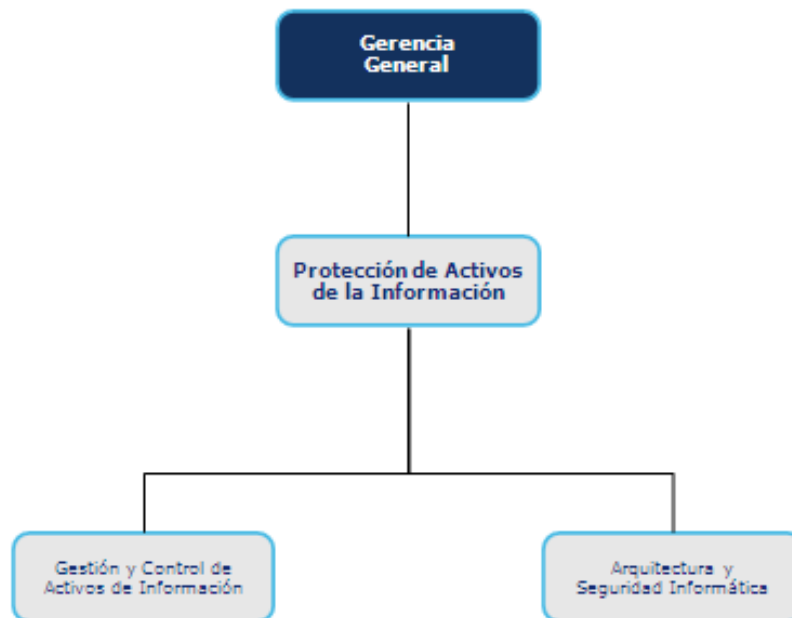 Gerencia
General
Protección de Activos
de la Información
Gestión y Control de
Activos de Información
Arquitectura y
Seguridad Informática